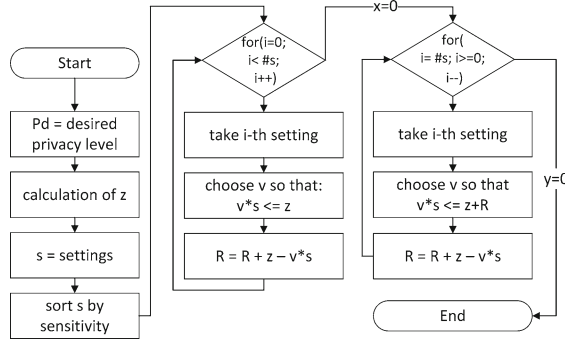 Start
Pd = desired
privacy level
calculation of z
s = settings
sort s by
sensitivity
for(i=0;
i< #s;
i++)
take i-th setting
choose v so that:
v*s <= z
R = R + z – v*s
x=0
for(
i= #s; i>=0;
i--)
take i-th setting
choose v so that
v*s <= z+R
R = R + z – v*s
y=0
End